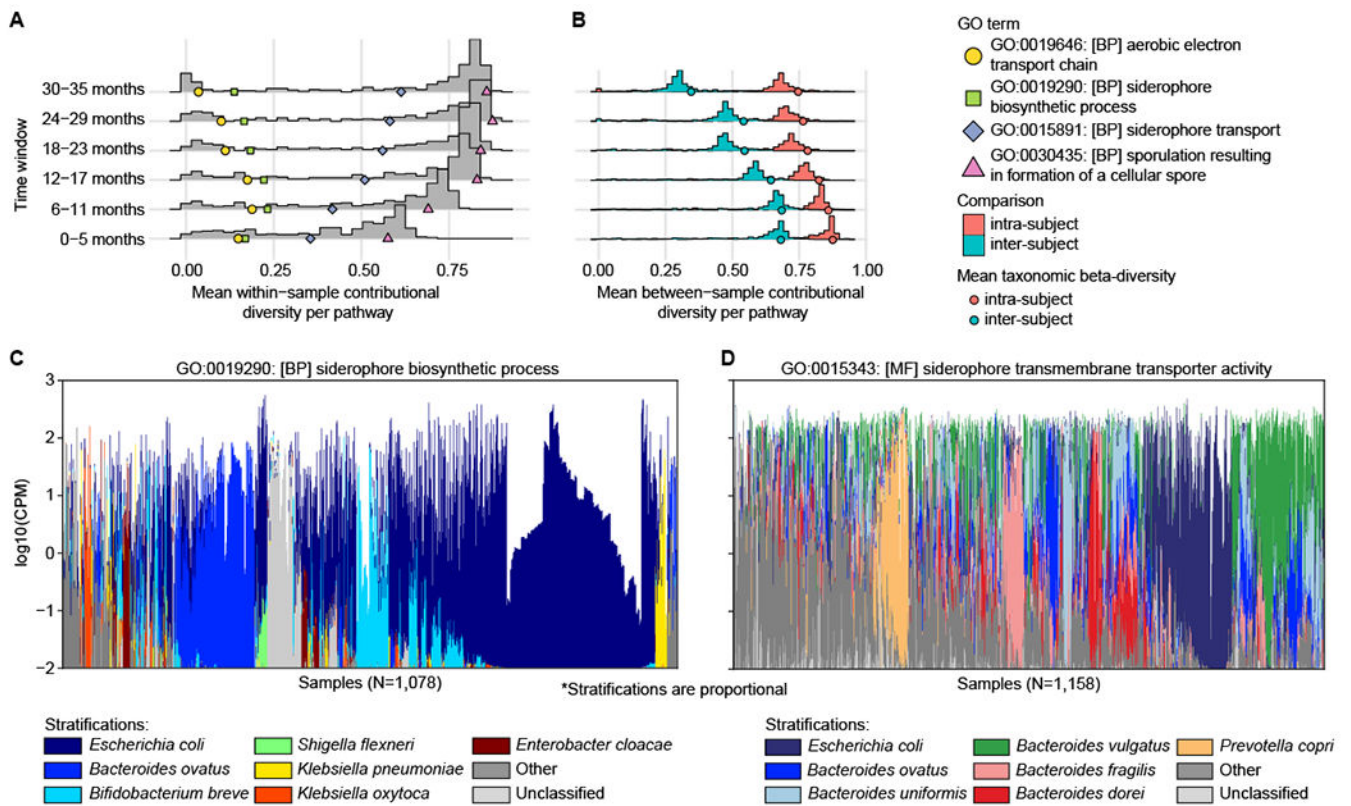 A
B
Time window
30−35 months
24−29 months
18−23 months
12−17 months
6−11 months
0−5 months
0.00 0.25 0.50 0.75
Mean within−sample contributional
diversity per pathway
0.00 0.25 0.50 0.75 1.00
Mean between−sample contributional
diversity per pathway
GO term
GO:0019646: [BP] aerobic electron
transport chain
GO:0019290: [BP] siderophore
biosynthetic process
GO:0015891: [BP] siderophore transport
GO:0030435: [BP] sporulation resulting
in formation of a cellular spore
Comparison
intra−subject
inter−subject
Mean taxonomic beta−diversity
intra−subject
inter−subject
C
GO:0019290: [BP] siderophore biosynthetic process
log10(CPM)
3
2
1
0
−1
−2
Samples (N=1,078)
*Stratifications are proportional
D
GO:0015343: [MF] siderophore transmembrane transporter activity
Samples (N=1,158)
Stratifications:
Escherichia coli
Bacteroides ovatus
Bifidobacterium breve
Shigella flexneri
Klebsiella pneumoniae
Klebsiella oxytoca
Enterobacter cloacae
Other
Unclassified
Stratifications:
Escherichia coli
Bacteroides ovatus
Bacteroides uniformis
Bacteroides vulgatus
Bacteroides fragilis
Bacteroides dorei
Prevotella copri
Other
Unclassified